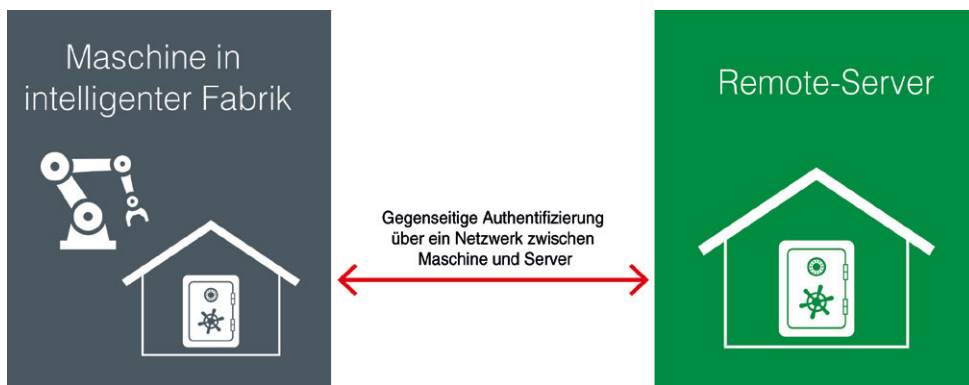 Maschine in
intelligenter Fabrik
Gegenseitige Authentifizierung
über ein Netzwerk zwischen
Maschine und Server
Remote-Server